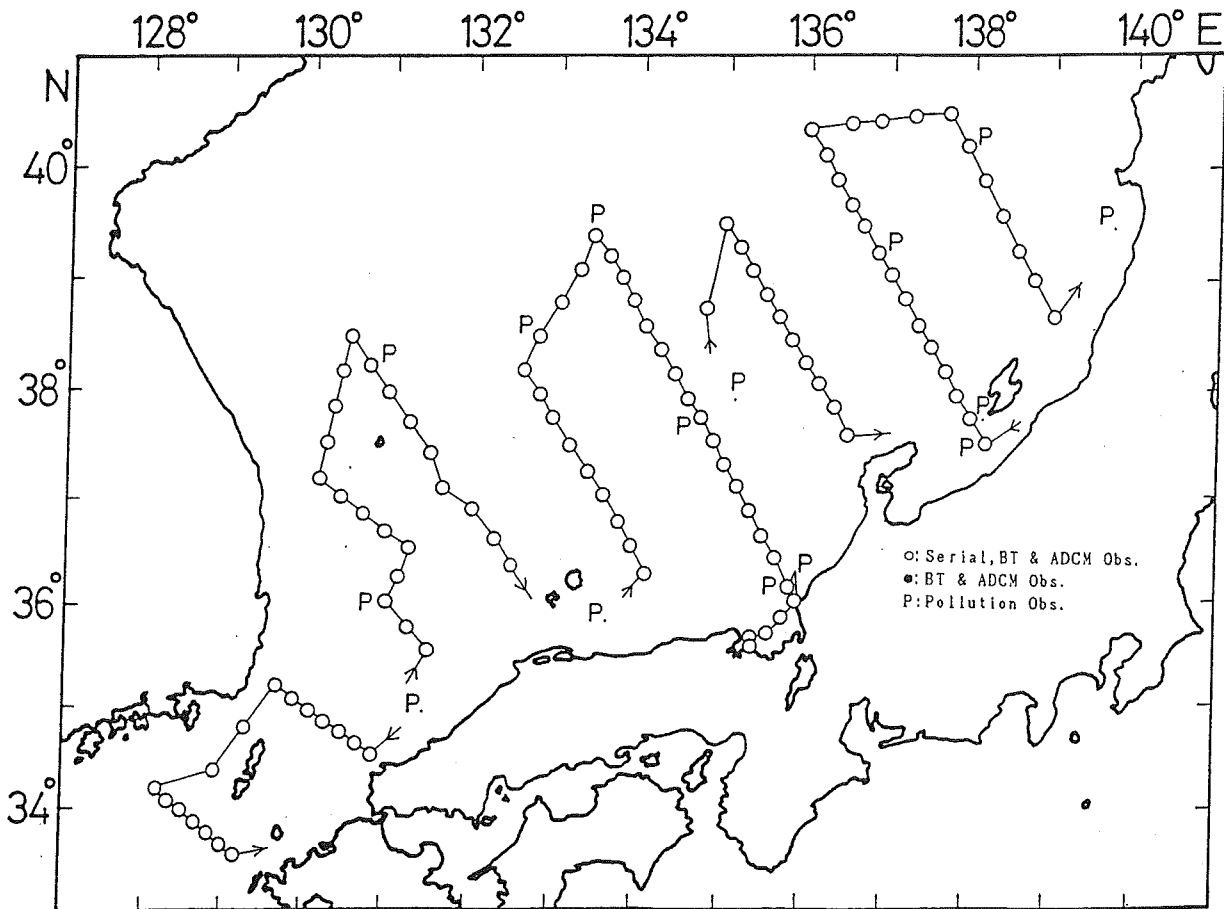 128° 130° 132° 134° 136° 138° 140° E
N
40°
P
P
P
P
P
P
38°
P
P
P
P
P
P
○:Serial,BT & ADCM Obs.
●:BT & ADCM Obs.
P:Pollution Obs.
36°
P
P
P.
P.
34°